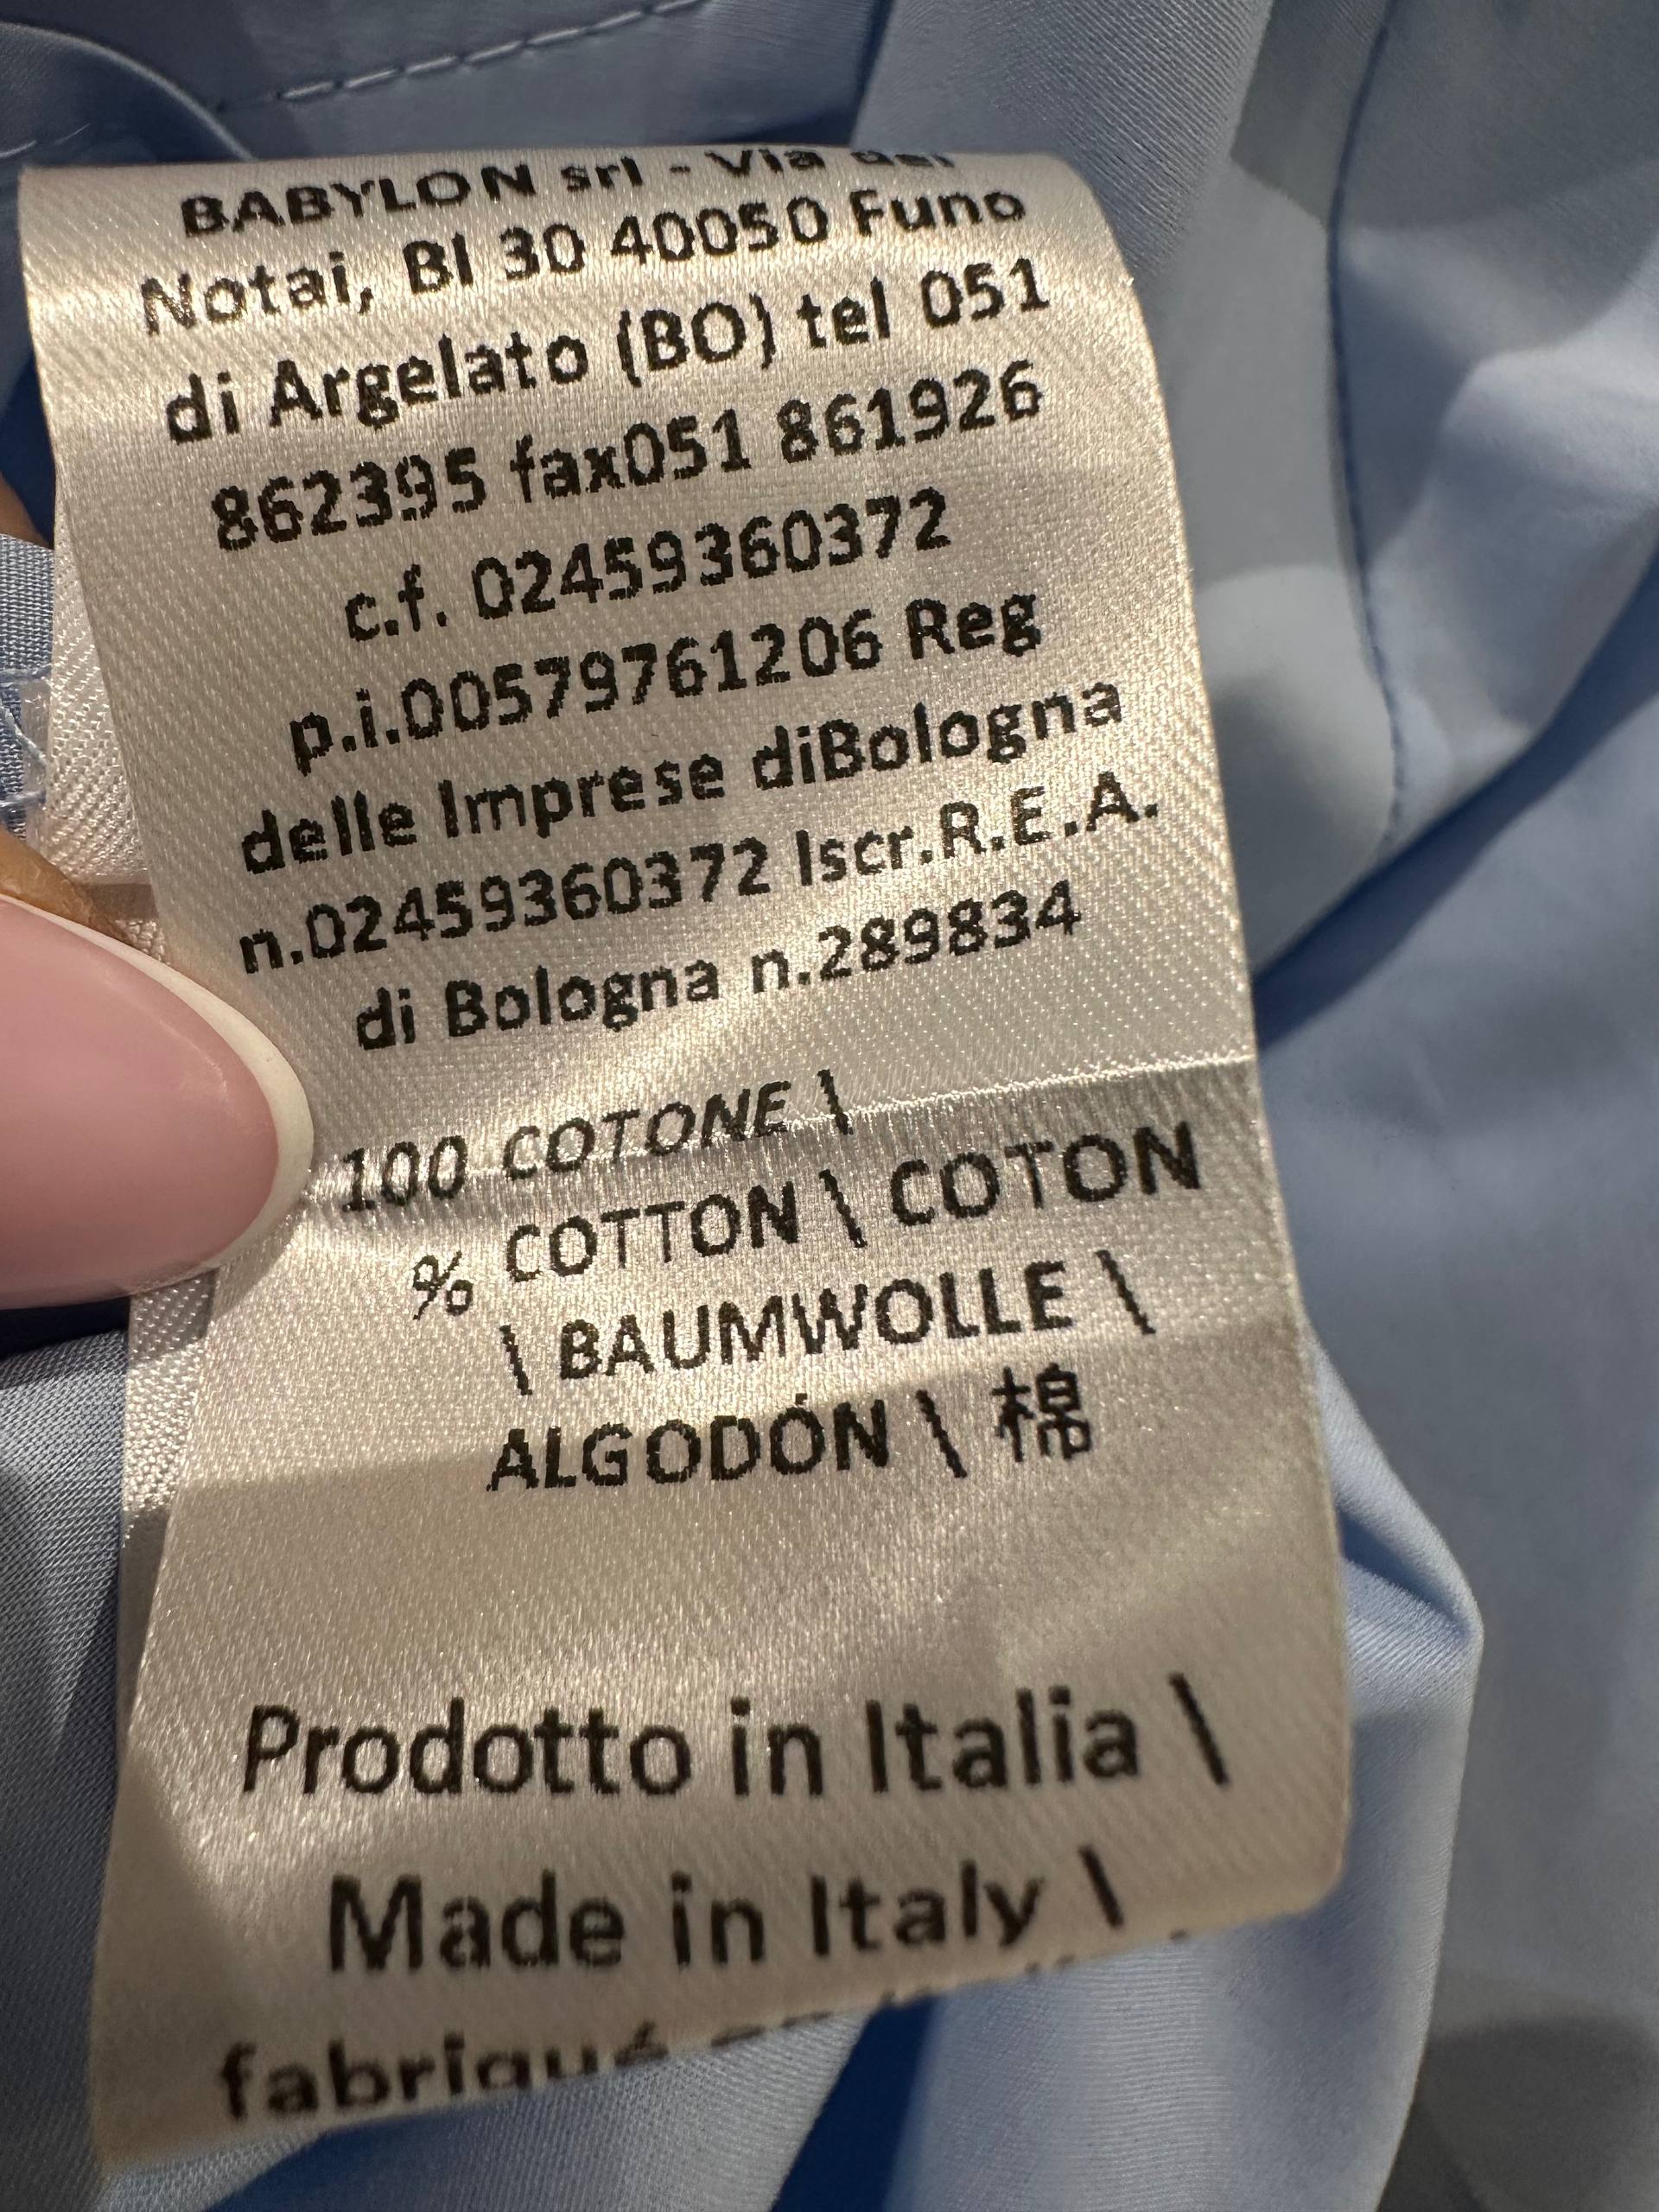 BABYLON srl - Via dei
Notai, Bl 30 40050 Funo
di Argelato (BO) tel 051
862395 fax051 861926
c.f. 02459360372
p.i.00579761206 Reg
delle Imprese diBologna
n.02459360372 Iscr.R.E.A.
di Bologna n.289834
100 COTONE \
% COTTON \ COTON
\ BAUMWOLLE \
ALGODÓN \ 棉
Prodotto in Italia \
Made in Italy \
fabriqué